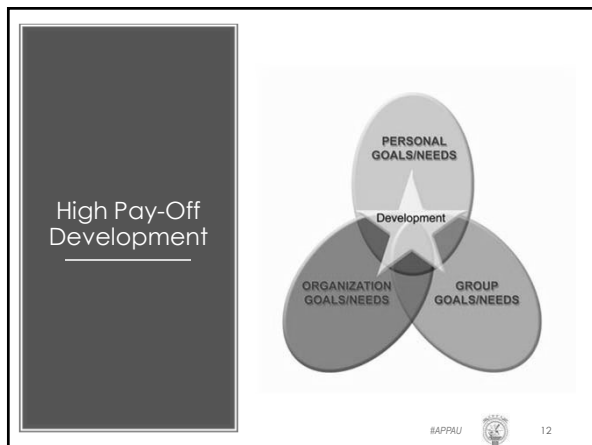 High Pay-Off
Development
PERSONAL
GOALS/NEEDS
Development
ORGANIZATION
GOALS/NEEDS
GROUP
GOALS/NEEDS
#APPAU
12